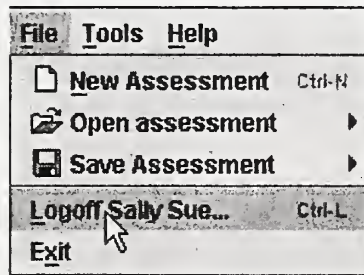 File Tools Help
New Assessment Ctrl-N
Open assessment
Save Assessment
Logoff Sally Sue... Ctrl-L
Exit